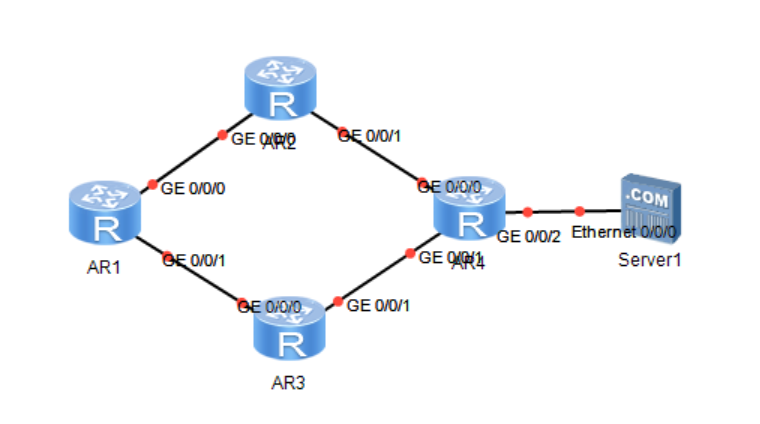 R
GE 0/0/0
AR2
GE 0/0/1
GE 0/0/0
R
AR1
GE 0/0/1
GE 0/0/0
R
GE 0/0/2
.COM
Ethernet 0/0/0
Server1
GE 0/0/1
AR4
GE 0/0/0
GE 0/0/1
R
AR3